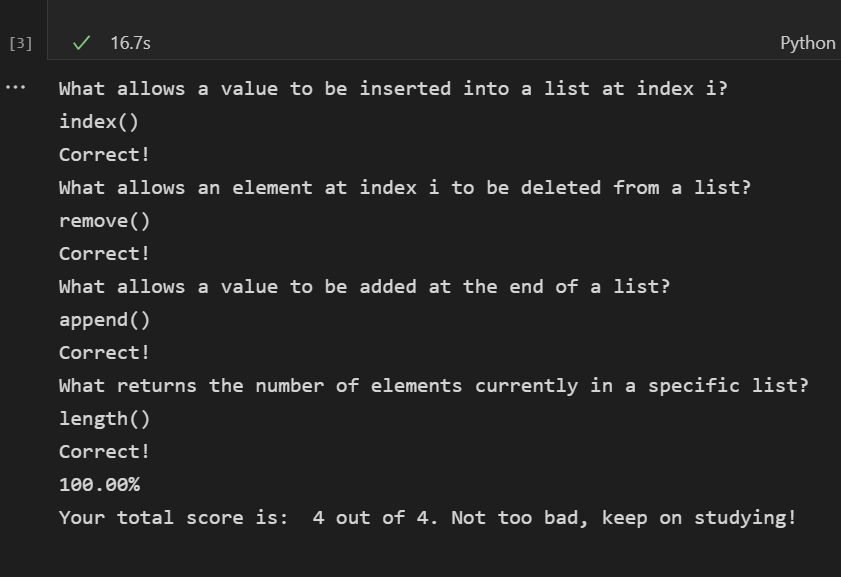 [3]
16.7s
Python
What allows a value to be inserted into a list at index i?
index()
Correct!
What allows an element at index i to be deleted from a list?
remove()
Correct!
What allows a value to be added at the end of a list?
append()
Correct!
What returns the number of elements currently in a specific list?
length()
Correct!
100.00%
Your total score is:  4 out of 4. Not too bad, keep on studying!